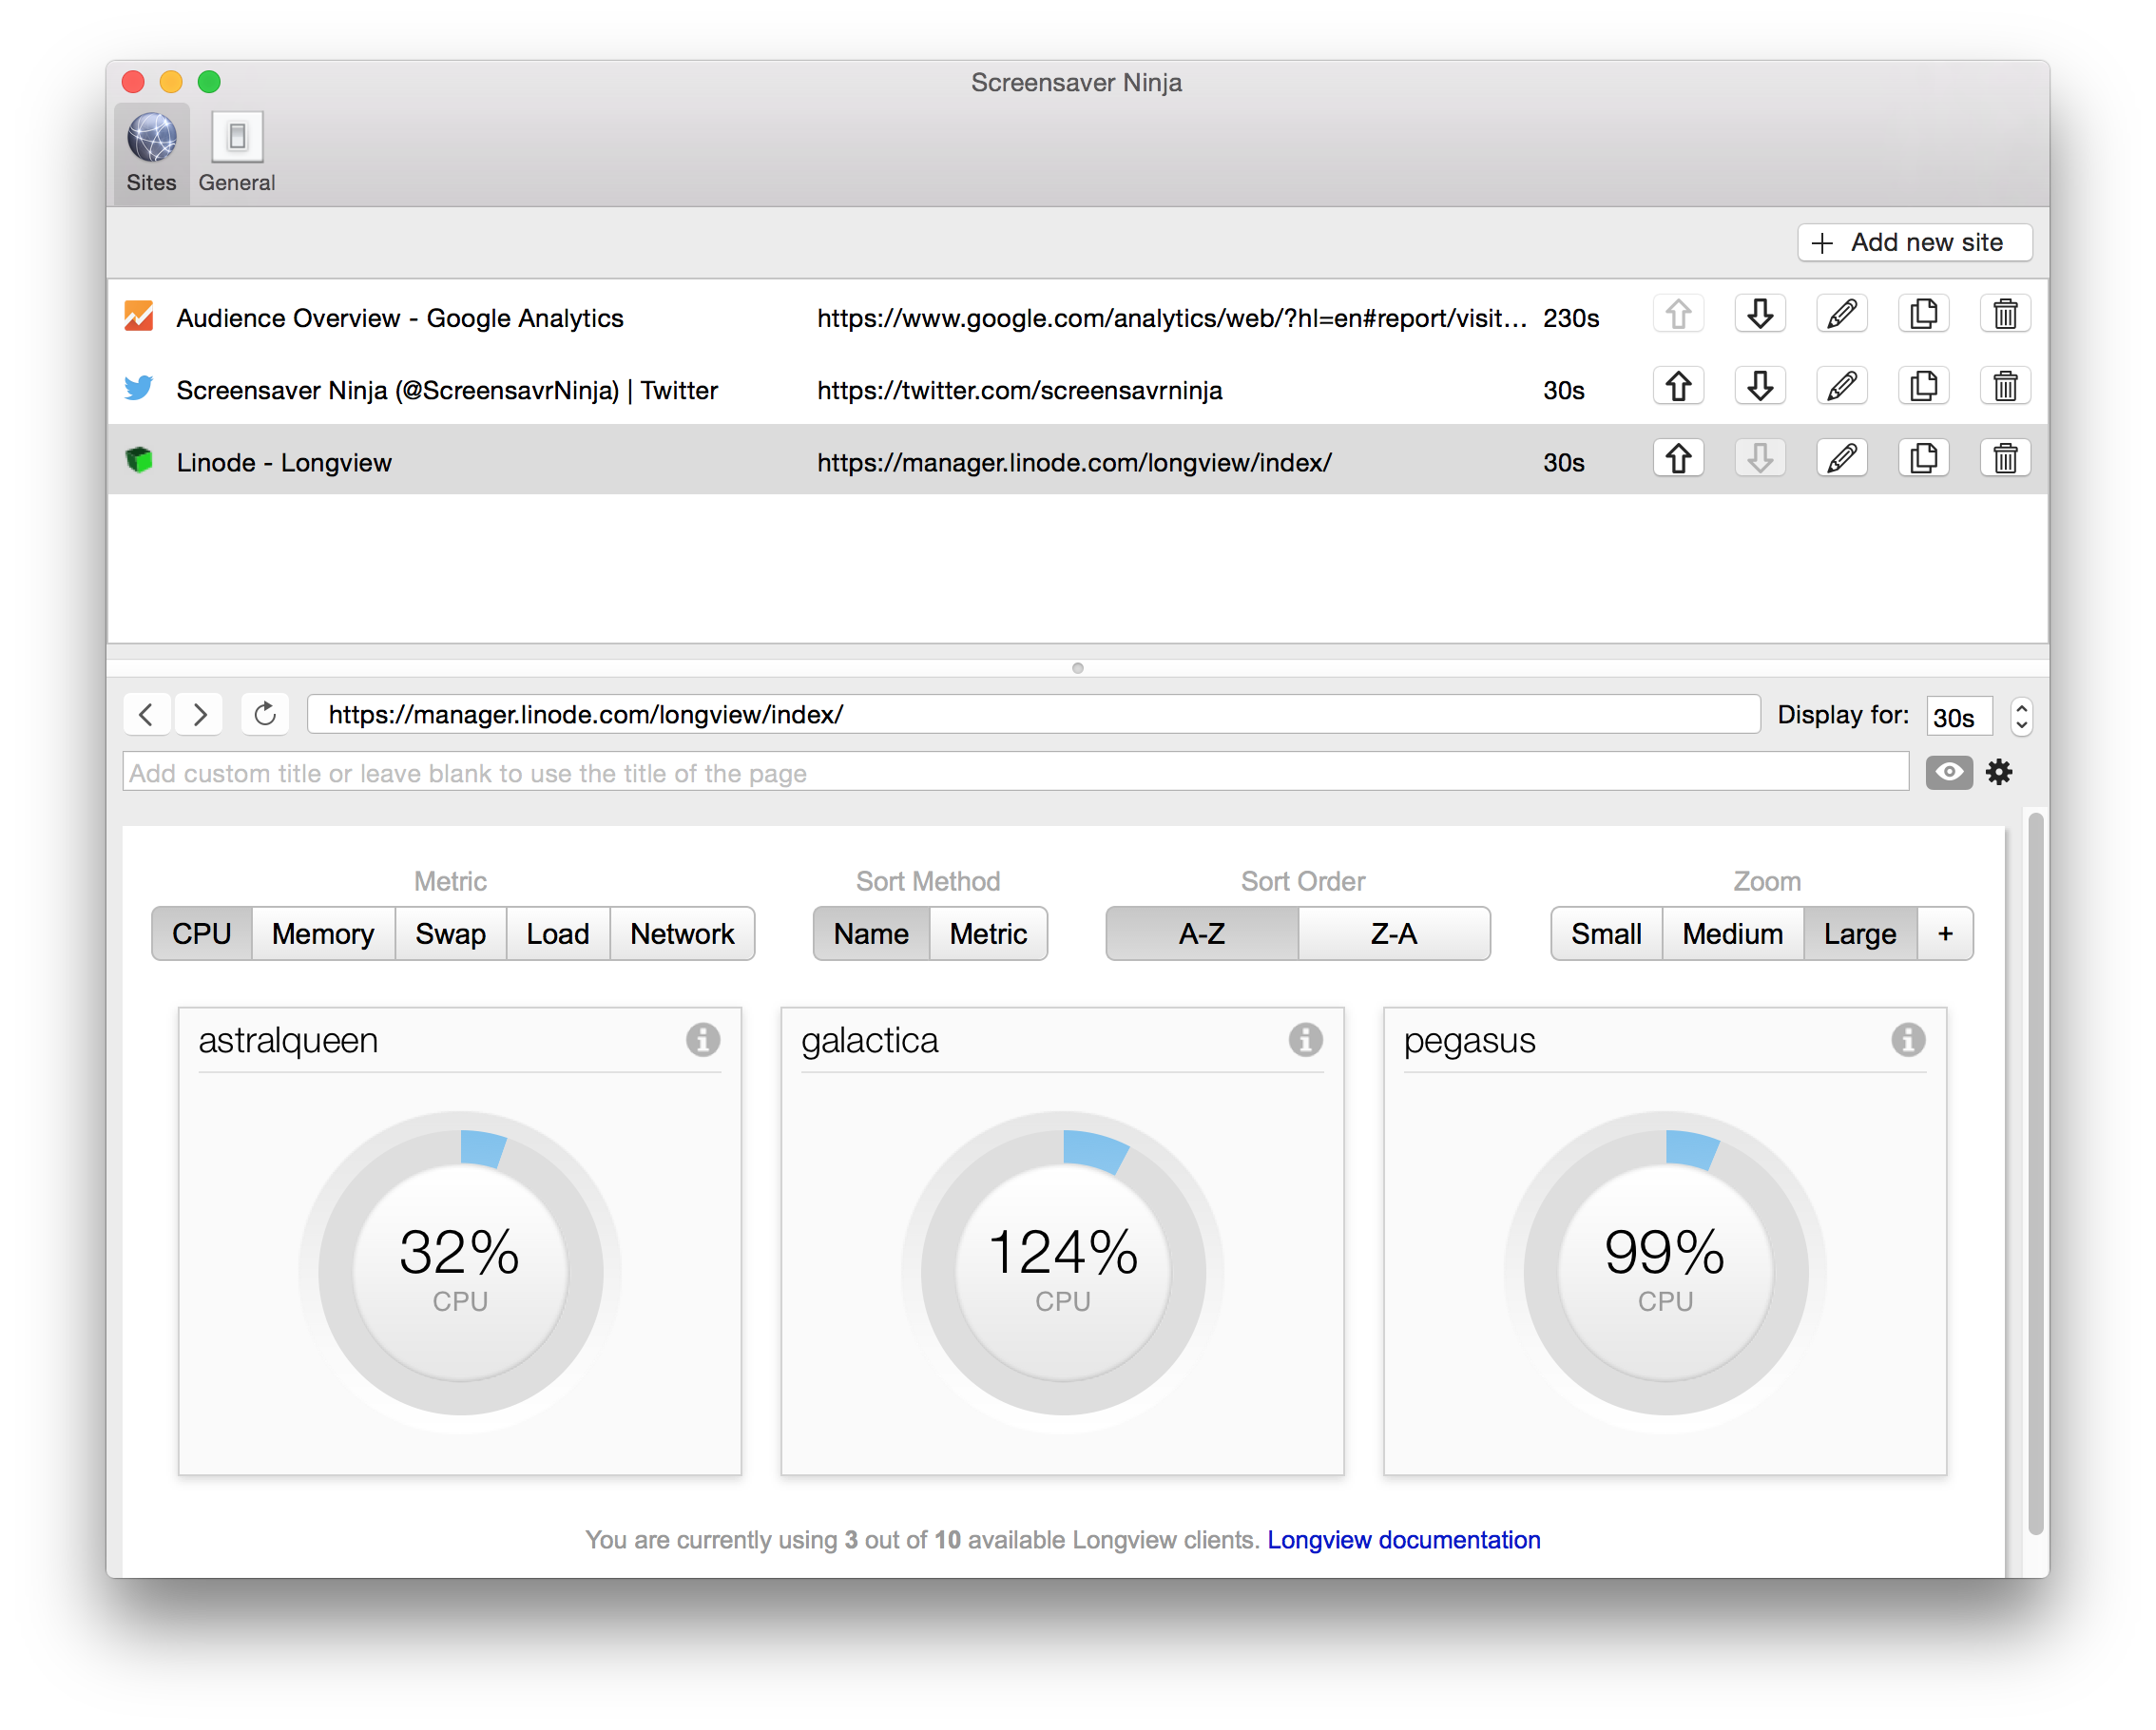 Screensaver Ninja
Sites General
Add new site
Audience Overview - Google Analytics https://www.google.com/analytics/web/?hl=en#report/visit... 230s
Screensaver Ninja (@ScreensavrNinja) | Twitter https://twitter.com/screensavrninja 30s
Linode - Longview https://manager.linode.com/longview/index/ 30s
https://manager.linode.com/longview/index/ Display for: 30s
Add custom title or leave blank to use the title of the page
Metric Sort Method Sort Order Zoom
CPU Memory Swap Load Network Name Metric A-Z Z-A Small Medium Large +
astralqueen galactica pegasus
32% 124% 99%
CPU CPU CPU
You are currently using 3 out of 10 available Longview clients. Longview documentation